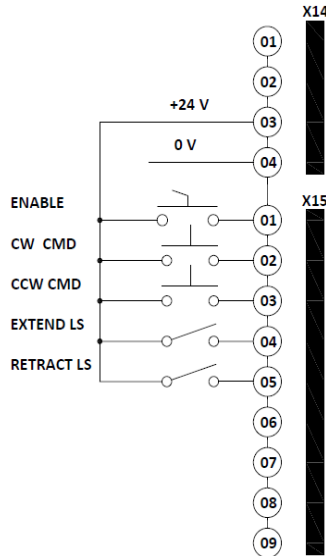 X14
01
02
+24 V
03
0 V
04
X15
ENABLE
01
CW CMD
02
CCW CMD
03
EXTEND LS
04
RETRACT LS
05
06
07
08
09